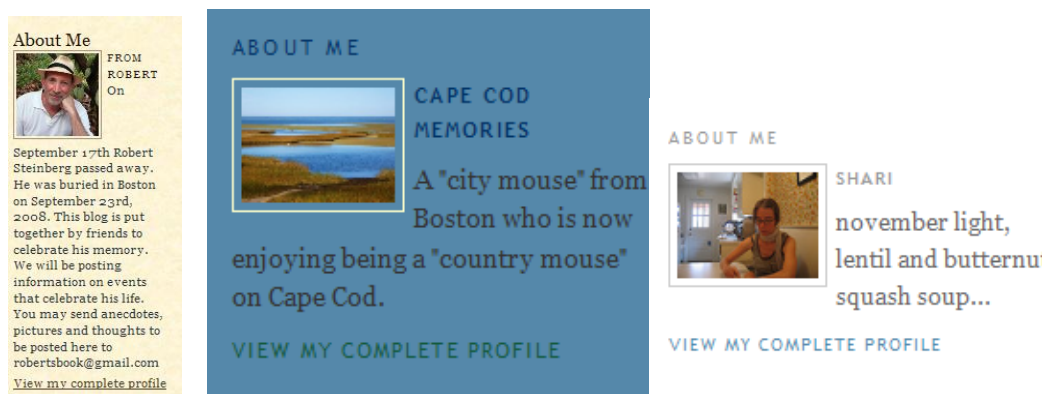 About Me
FROM
ROBERT
On
September 17th Robert
Steinberg passed away.
He was buried in Boston
on September 23rd,
2008. This blog is put
together by friends to
celebrate his memory.
We will be posting
information on events
that celebrate his life.
You may send anecdotes,
pictures and thoughts to
be posted here to
robertsbook@gmail.com
View my complete profile
ABOUT ME
CAPE COD
MEMORIES
A "city mouse" from
Boston who is now
enjoying being a "country mouse"
on Cape Cod.
VIEW MY COMPLETE PROFILE
ABOUT ME
SHARI
november light,
lentil and butternut
squash soup...
VIEW MY COMPLETE PROFILE